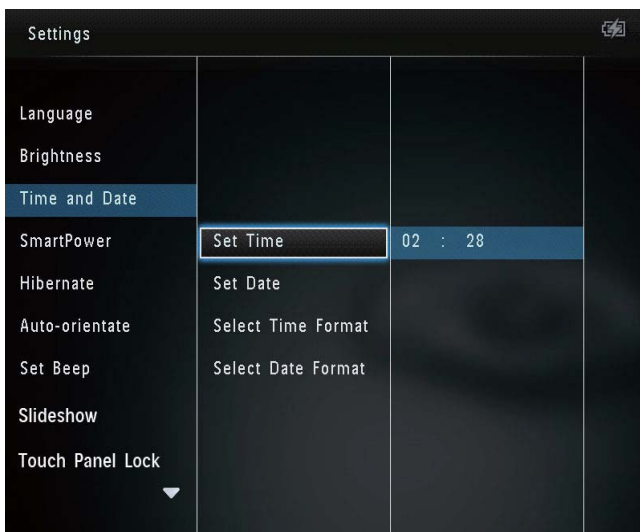 Settings
Language
Brightness
Time and Date
SmartPower
Hibernate
Auto-orientate
Set Beep
Slideshow
Touch Panel Lock
Set Time
Set Date
Select Time Format
Select Date Format
02 : 28